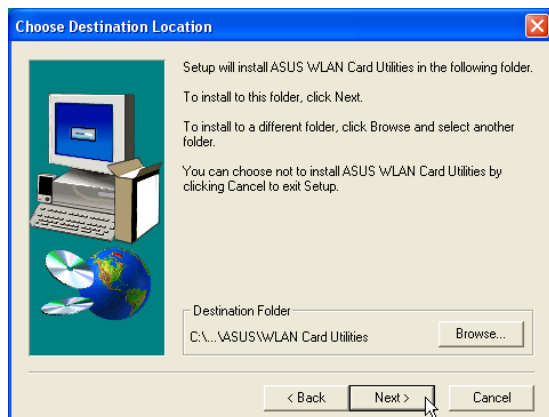 Choose Destination Location
Setup will install ASUS WLAN Card Utilities in the following folder.
To install to this folder, click Next.
To install to a different folder, click Browse and select another
folder.
You can choose not to install ASUS WLAN Card Utilities by
clicking Cancel to exit Setup.
Destination Folder
C:\...\ASUS\WLAN Card Utilities
Browse...
< Back
Next >
Cancel